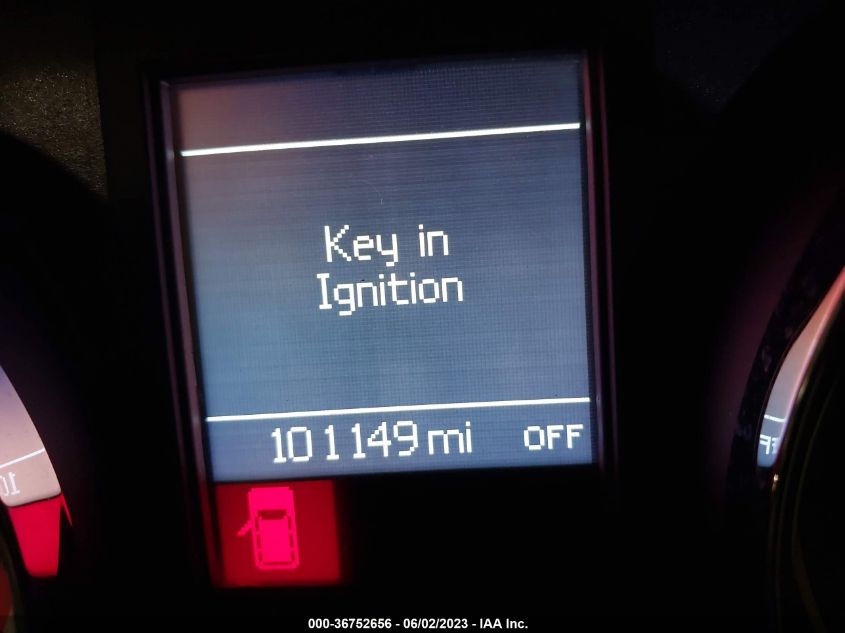 Key in
Ignition
101149 mi OFF
000-36752656 - 06/02/2023 - IAA Inc.